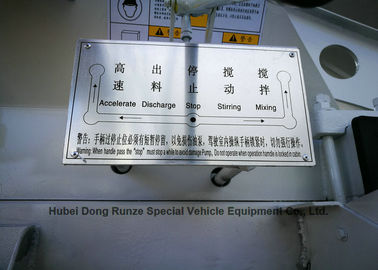 警示
高 出 停 搅 搅
速 料 止 动 拌
Accelerate Discharge Stop Stirring Mixing
警告：手柄过停止位必须有短暂停留，以免损伤油泵。驾驶室内操纵手柄锁紧时，切勿强行操作。
Warning: When handle pass the "stop" must stop a while to avoid damage Pump, Do not operate when operation handle is locked in cabin.
Hubei Dong Runze Special Vehicle Equipment Co., Ltd